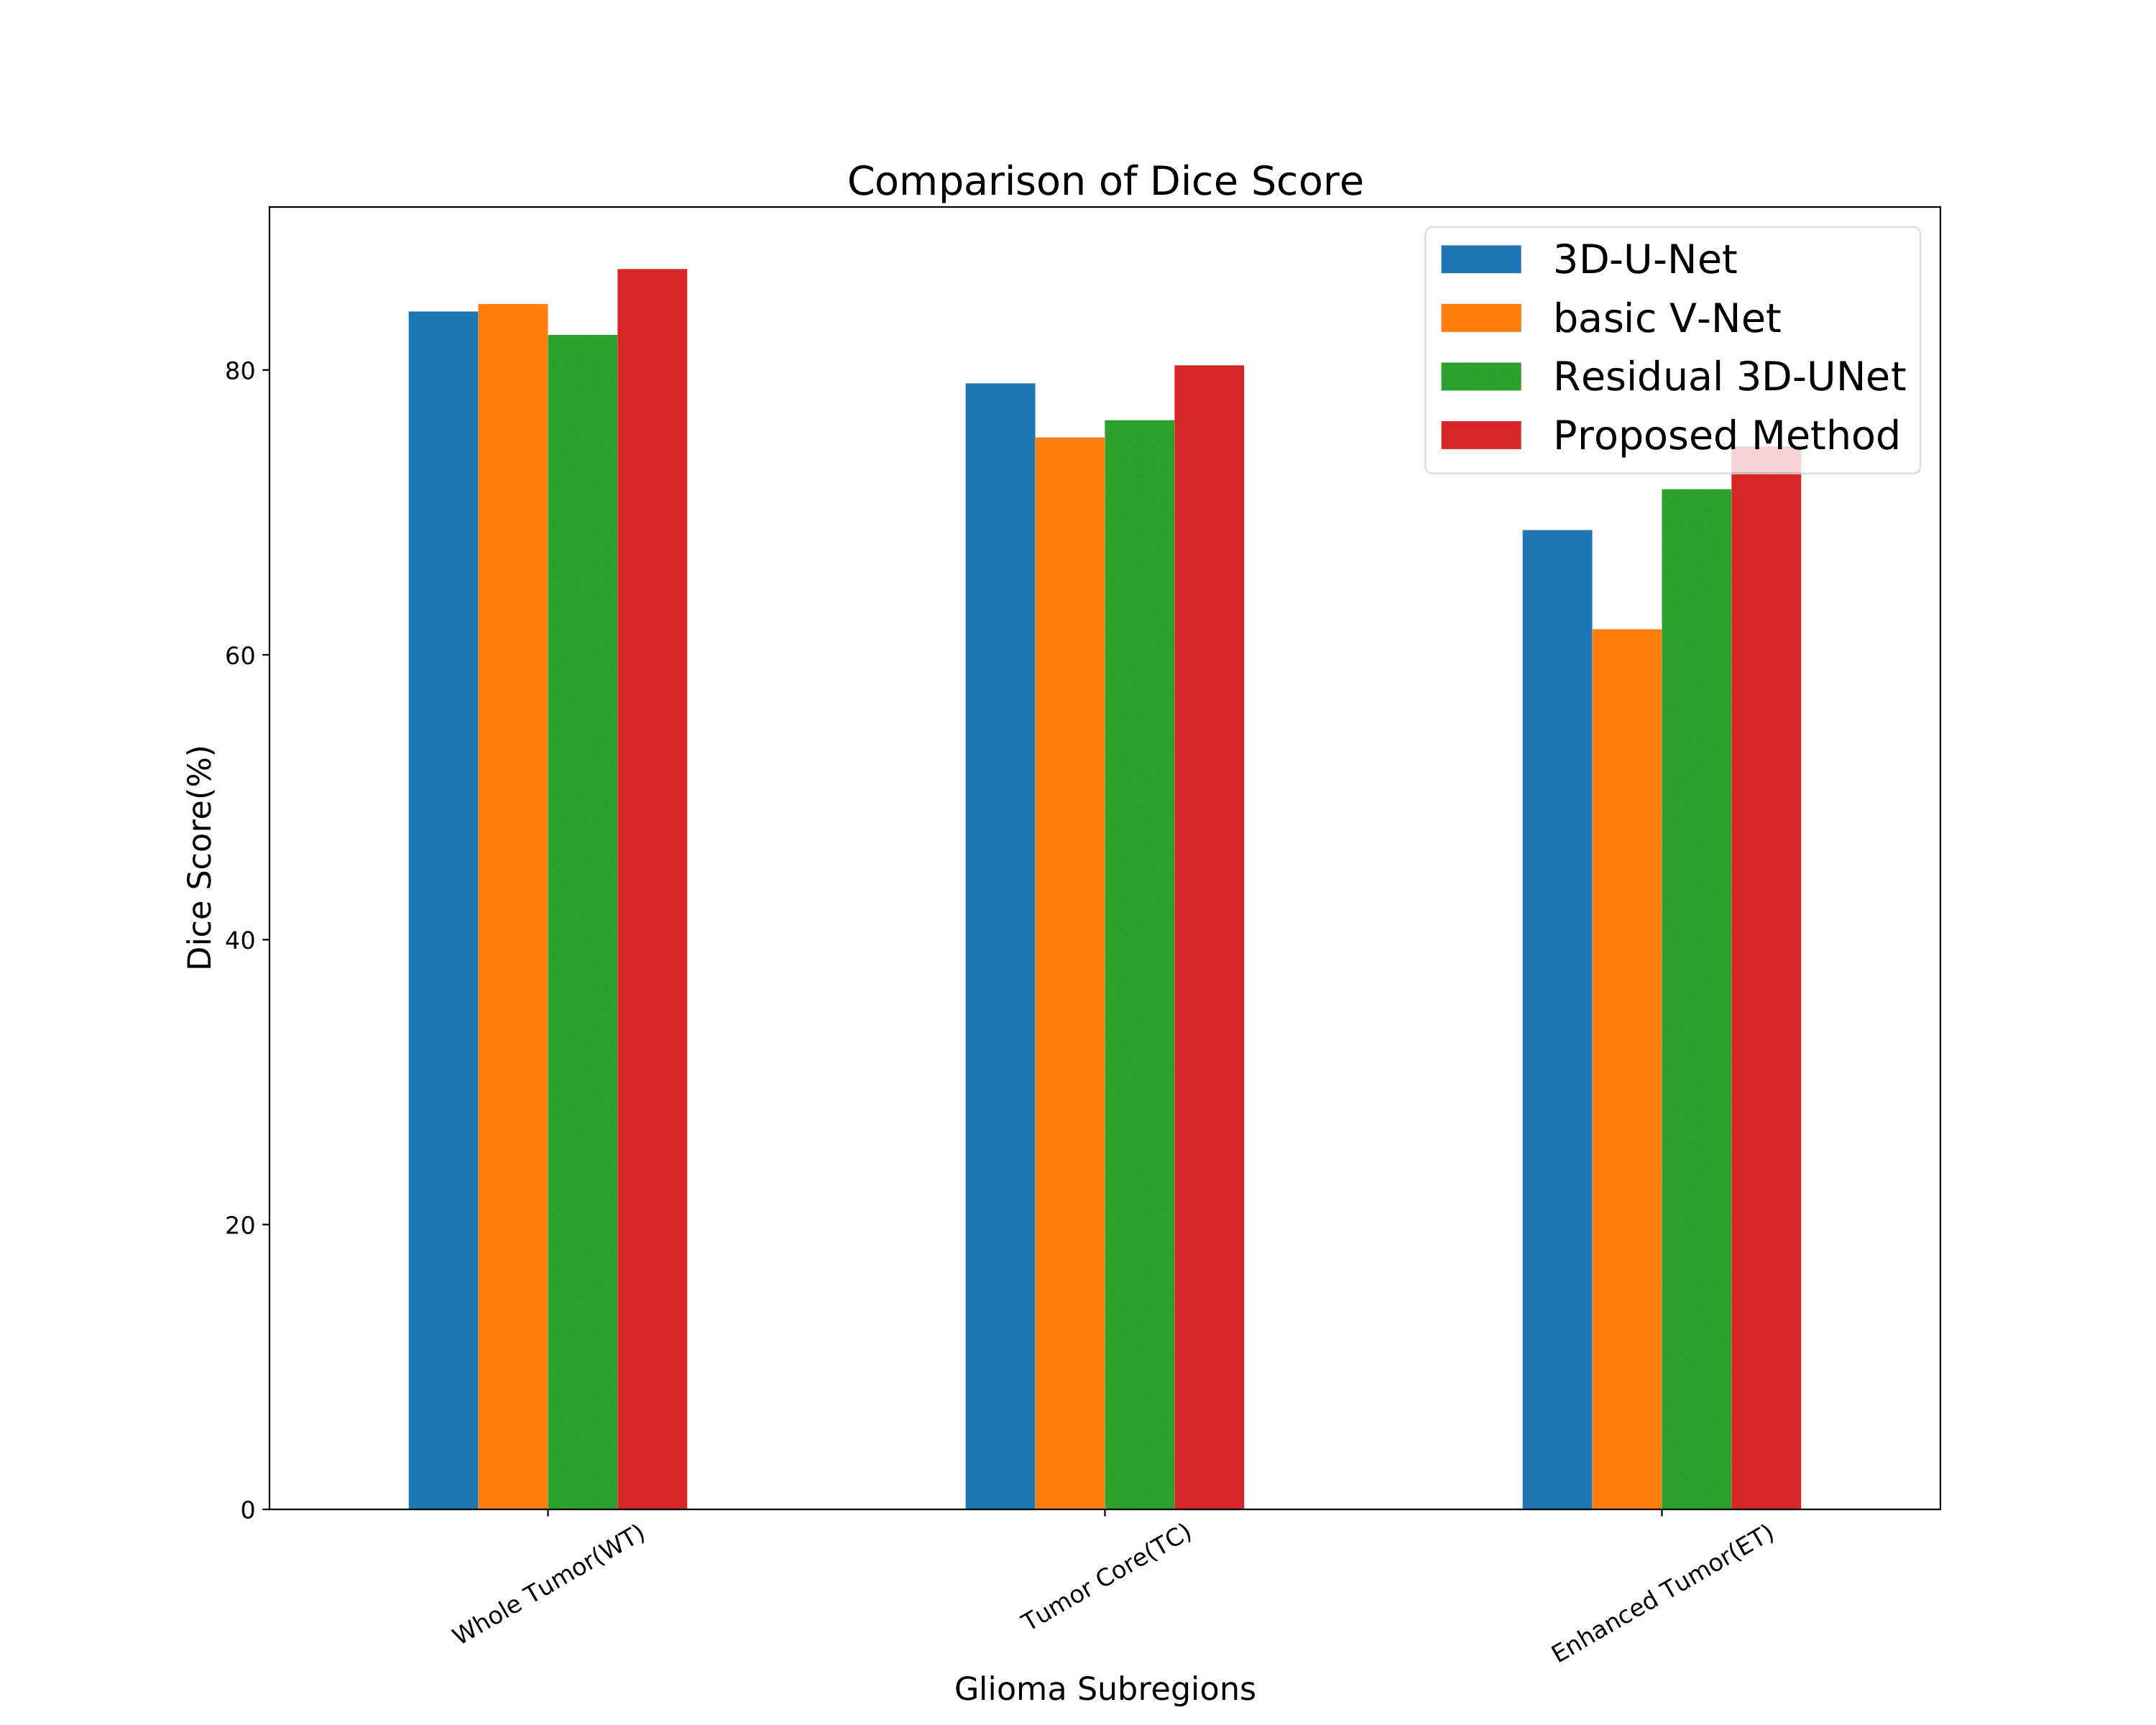 Comparison of Dice Score
3D-U-Net
basic V-Net
Residual 3D-UNet
Proposed Method
Dice Score(%)
80
60
40
20
0
Whole Tumor(WT)
Tumor Core(TC)
Enhanced Tumor(ET)
Glioma Subregions